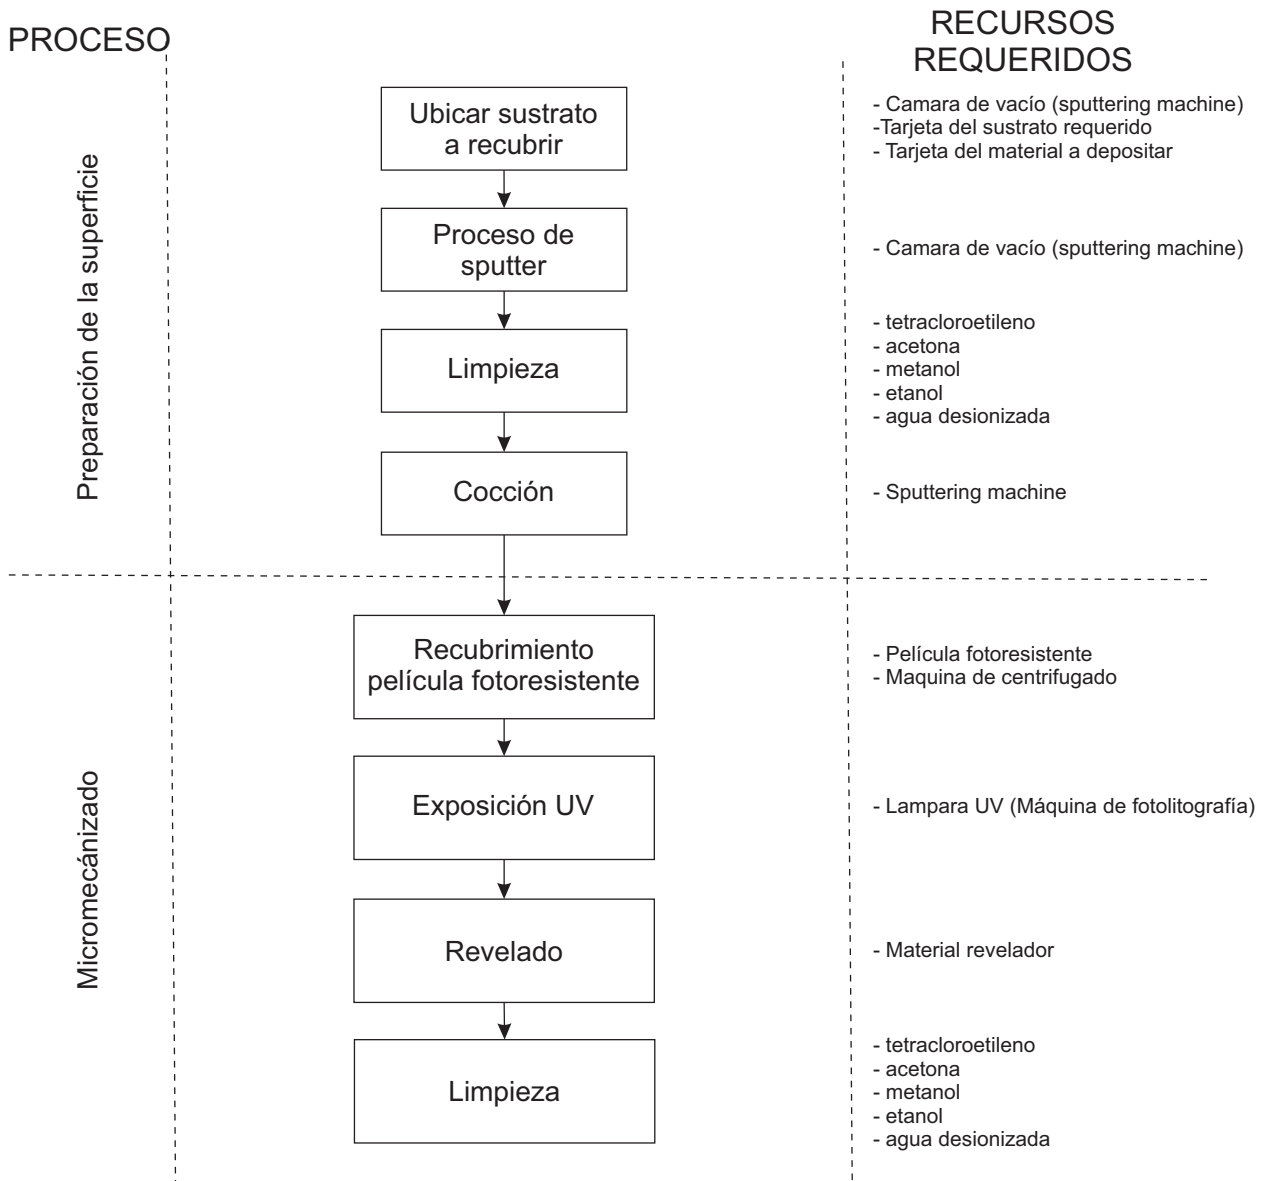 PROCESO
RECURSOS
REQUERIDOS
Preparación de la superficie
Ubicar sustrato
a recubrir
- Camara de vacío (sputtering machine)
-Tarjeta del sustrato requerido
- Tarjeta del material a depositar
Proceso de
sputter
- Camara de vacío (sputtering machine)
Limpieza
- tetracloroetileno
- acetona
- metanol
- etanol
- agua desionizada
Cocción
- Sputtering machine
Micromecánizado
Recubrimiento
película fotoresistente
- Película fotoresistente
- Maquina de centrifugado
Exposición UV
- Lampara UV (Máquina de fotolitografía)
Revelado
- Material revelador
Limpieza
- tetracloroetileno
- acetona
- metanol
- etanol
- agua desionizada